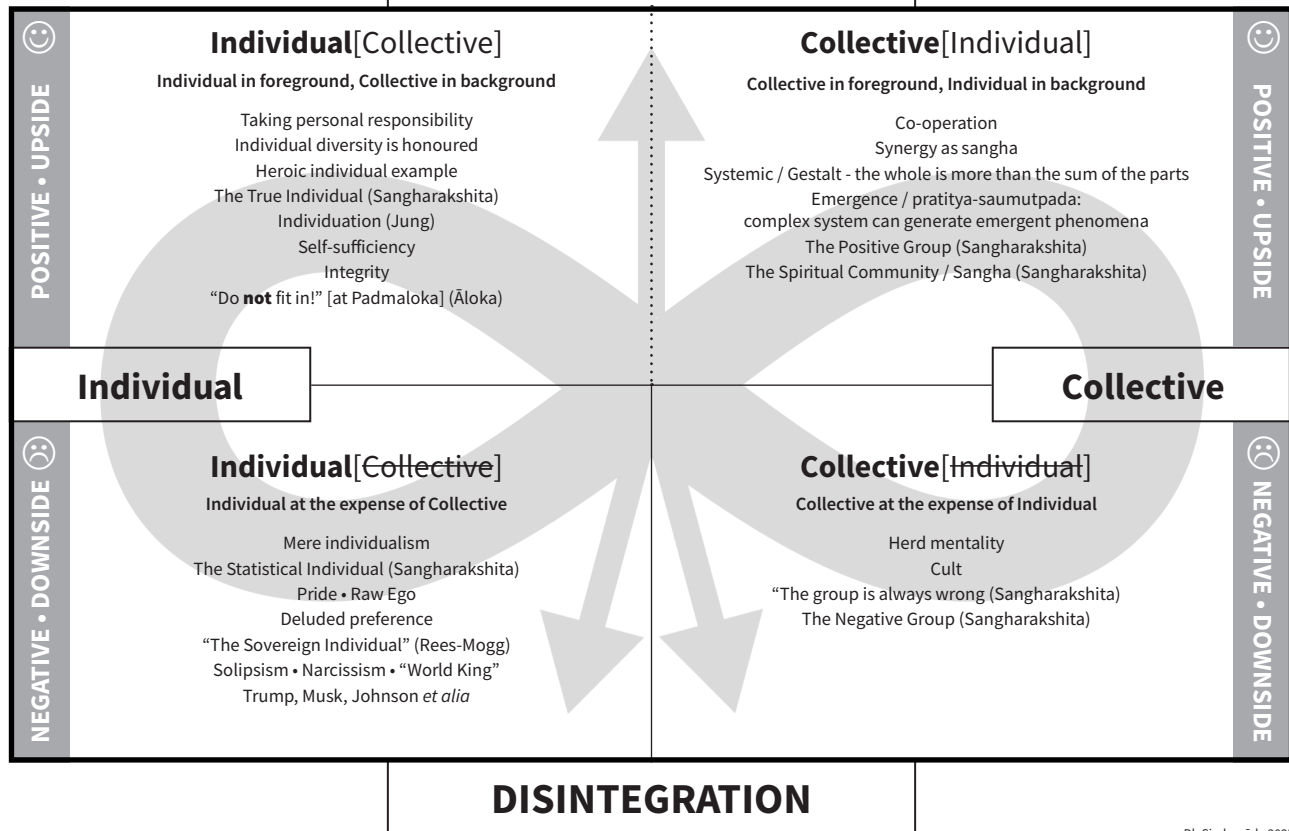 POSITIVE • UPSIDE
Individual[Collective]
Individual in foreground, Collective in background
Taking personal responsibility
Individual diversity is honoured
Heroic individual example
The True Individual (Sangharakshita)
Individuation (Jung)
Self-sufficiency
Integrity
“Do not fit in!” [at Padmaloka] (Āloka)
Collective[Individual]
Collective in foreground, Individual in background
Co-operation
Synergy as sangha
Systemic / Gestalt - the whole is more than the sum of the parts
Emergence / pratitya-saumutpada:
complex system can generate emergent phenomena
The Positive Group (Sangharakshita)
The Spiritual Community / Sangha (Sangharakshita)
POSITIVE • UPSIDE
Individual
Collective
NEGATIVE • DOWNSIDE
Individual[Collective]
Individual at the expense of Collective
Mere individualism
The Statistical Individual (Sangharakshita)
Pride • Raw Ego
Deluded preference
“The Sovereign Individual” (Rees-Mogg)
Solipsism • Narcissism • “World King”
Trump, Musk, Johnson et alia
Collective[Individual]
Collective at the expense of Individual
Herd mentality
Cult
“The group is always wrong (Sangharakshita)
The Negative Group (Sangharakshita)
NEGATIVE • DOWNSIDE
DISINTEGRATION